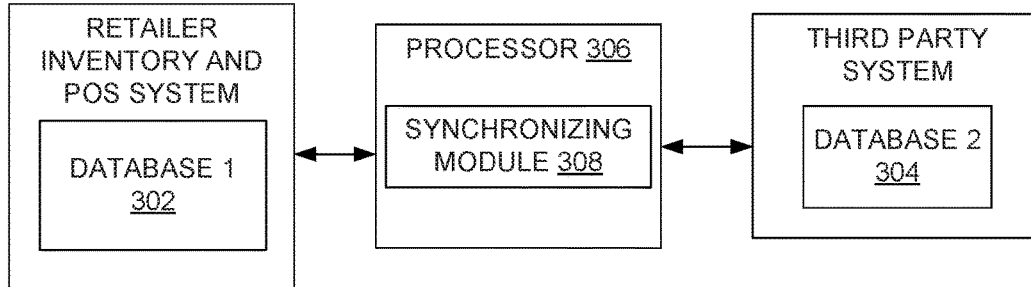 RETAILER
INVENTORY AND
POS SYSTEM
DATABASE 1
302
PROCESSOR 306
SYNCHRONIZING
MODULE 308
THIRD PARTY
SYSTEM
DATABASE 2
304